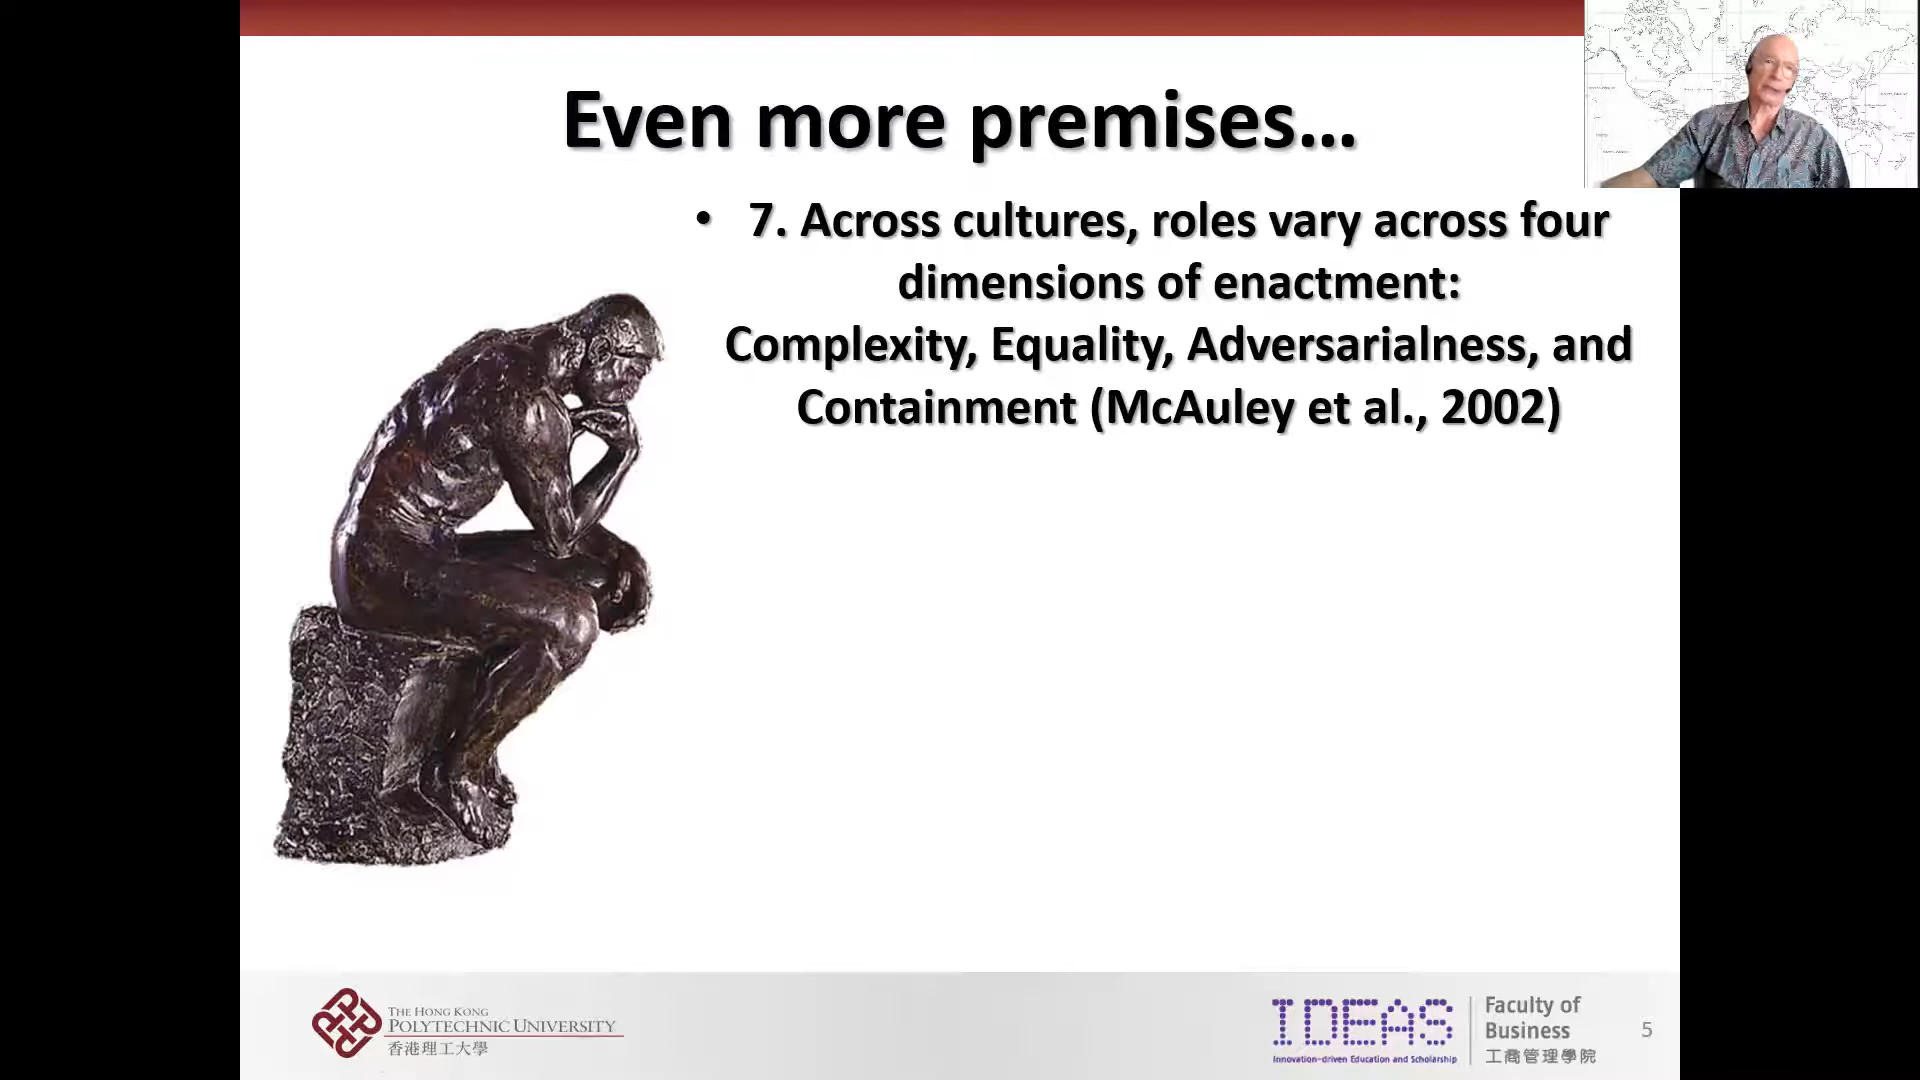 Even more premises...
• 7. Across cultures, roles vary across four
dimensions of enactment:
Complexity, Equality, Adversarialness, and
Containment (McAuley et al., 2002)
THE HONG KONG
POLYTECHNIC UNIVERSITY
香港理工大學
IDEAS
Innovation-driven Education and Scholarship
Faculty of
Business
工商管理學院
5